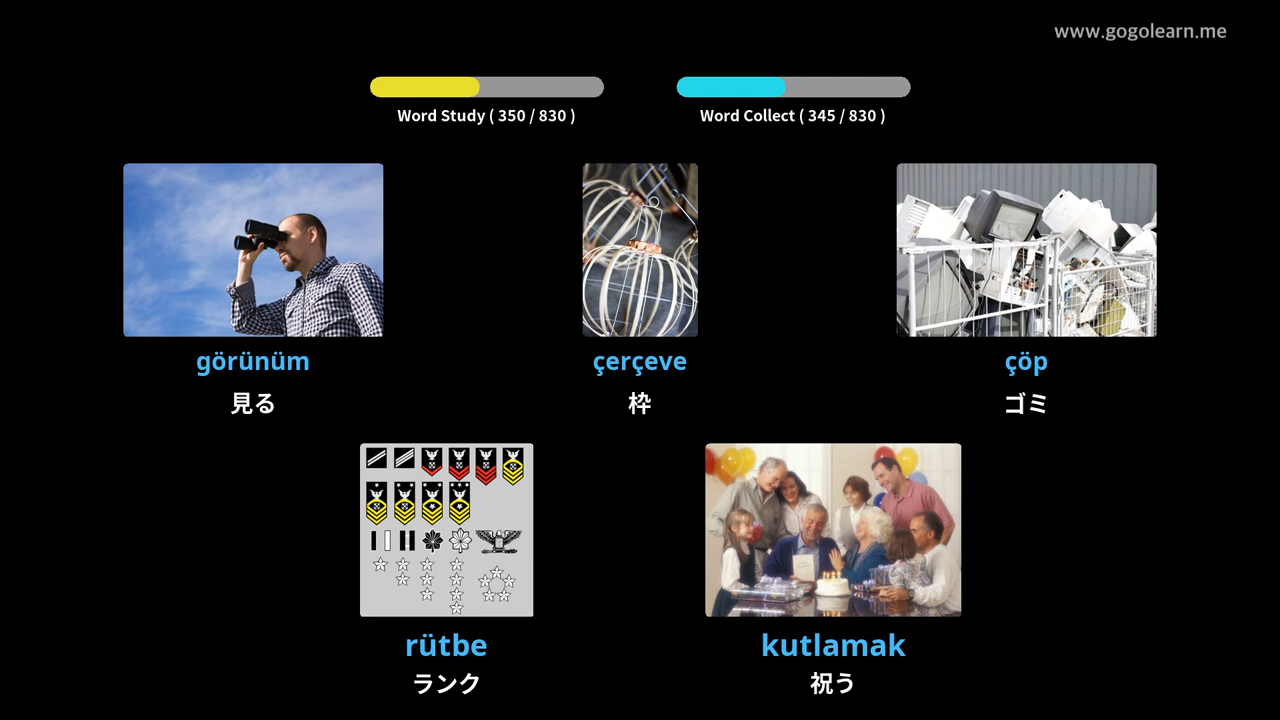 www.gogolearn.me
Word Study ( 350 / 830 )
Word Collect ( 345 / 830 )
görünüm
çerçeve
çöp
見る
枠
ゴミ
rütbe
kutlamak
ランク
祝う